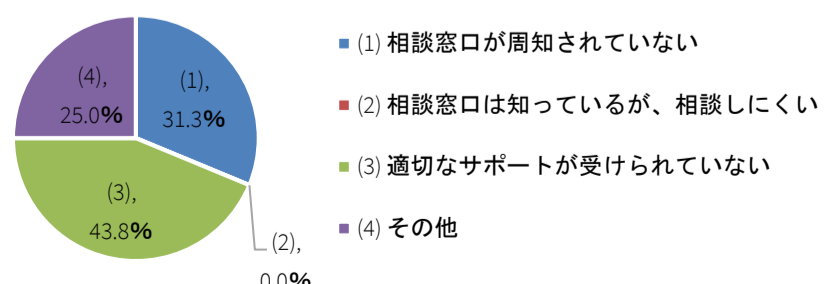 (4),
25.0%
(1),
31.3%
(3),
43.8%
(2),
0.0%
(1) 相談窓口が周知されていない
(2) 相談窓口は知っているが、相談しにくい
(3) 適切なサポートが受けられていない
(4) その他